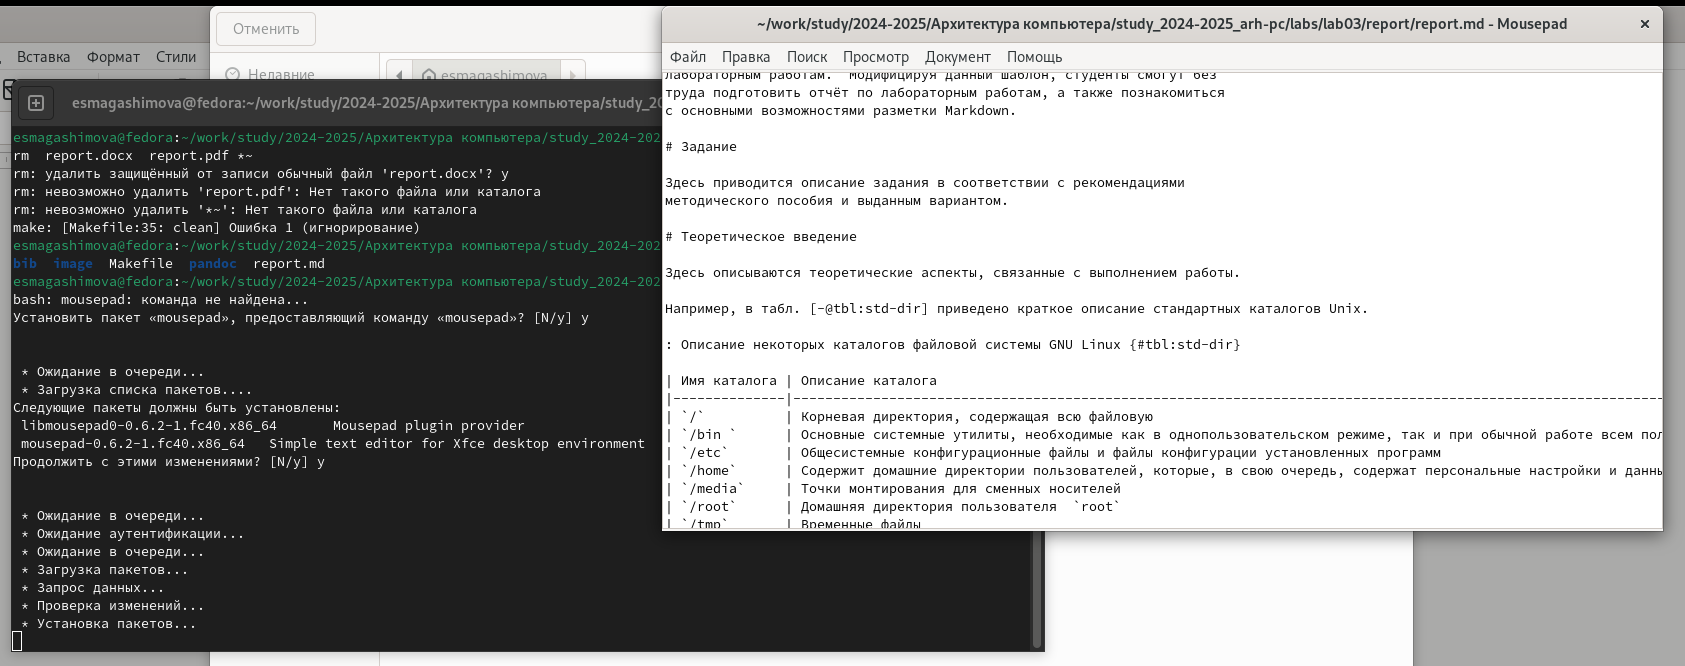 Отменить
Вставка Формат Стили
Недавние
esmagashimova
esmagashimova@fedora:~/work/study/2024-2025/Архитектура компьютера/study_20
esmagashimova@fedora:~/work/study/2024-2025/Архитектура компьютера/study_2024-202
rm  report.docx  report.pdf *~
rm: удалить защищённый от записи обычный файл 'report.docx'? y
rm: невозможно удалить 'report.pdf': Нет такого файла или каталога
rm: невозможно удалить '*~': Нет такого файла или каталога
make: [Makefile:35: clean] Ошибка 1 (игнорирование)
esmagashimova@fedora:~/work/study/2024-2025/Архитектура компьютера/study_2024-202
bib  image  Makefile  pandoc  report.md
esmagashimova@fedora:~/work/study/2024-2025/Архитектура компьютера/study_2024-202
bash: mousepad: команда не найдена...
Установить пакет «mousepad», предоставляющий команду «mousepad»? [N/y] y
* Ожидание в очереди...
* Загрузка списка пакетов....
Следующие пакеты должны быть установлены:
libmousepad0-0.6.2-1.fc40.x86_64       Mousepad plugin provider
mousepad-0.6.2-1.fc40.x86_64   Simple text editor for Xfce desktop environment
Продолжить с этими изменениями? [N/y] y
* Ожидание в очереди...
* Ожидание аутентификации...
* Ожидание в очереди...
* Загрузка пакетов...
* Запрос данных...
* Проверка изменений...
* Установка пакетов...
~/work/study/2024-2025/Архитектура компьютера/study_2024-2025_arh-pc/labs/lab03/report/report.md - Mousepad
Файл Правка Поиск Просмотр Документ Помощь
лабораторным работам.  Модифицируя данный шаблон, студенты смогут без
труда подготовить отчёт по лабораторным работам, а также познакомиться
с основными возможностями разметки Markdown.
# Задание
Здесь приводится описание задания в соответствии с рекомендациями
методического пособия и выданным вариантом.
# Теоретическое введение
Здесь описываются теоретические аспекты, связанные с выполнением работы.
Например, в табл. [-@tbl:std-dir] приведено краткое описание стандартных каталогов Unix.
: Описание некоторых каталогов файловой системы GNU Linux {#tbl:std-dir}
| Имя каталога | Описание каталога
|--------------|------------------------------------------------------------------------------------------------------------
| `/`          | Корневая директория, содержащая всю файловую
| `/bin `      | Основные системные утилиты, необходимые как в однопользовательском режиме, так и при обычной работе всем пол
| `/etc`       | Общесистемные конфигурационные файлы и файлы конфигурации установленных программ
| `/home`      | Содержит домашние директории пользователей, которые, в свою очередь, содержат персональные настройки и данны
| `/media`     | Точки монтирования для сменных носителей
| `/root`      | Домашняя директория пользователя  `root`
| `/tmp`       | Временные файлы